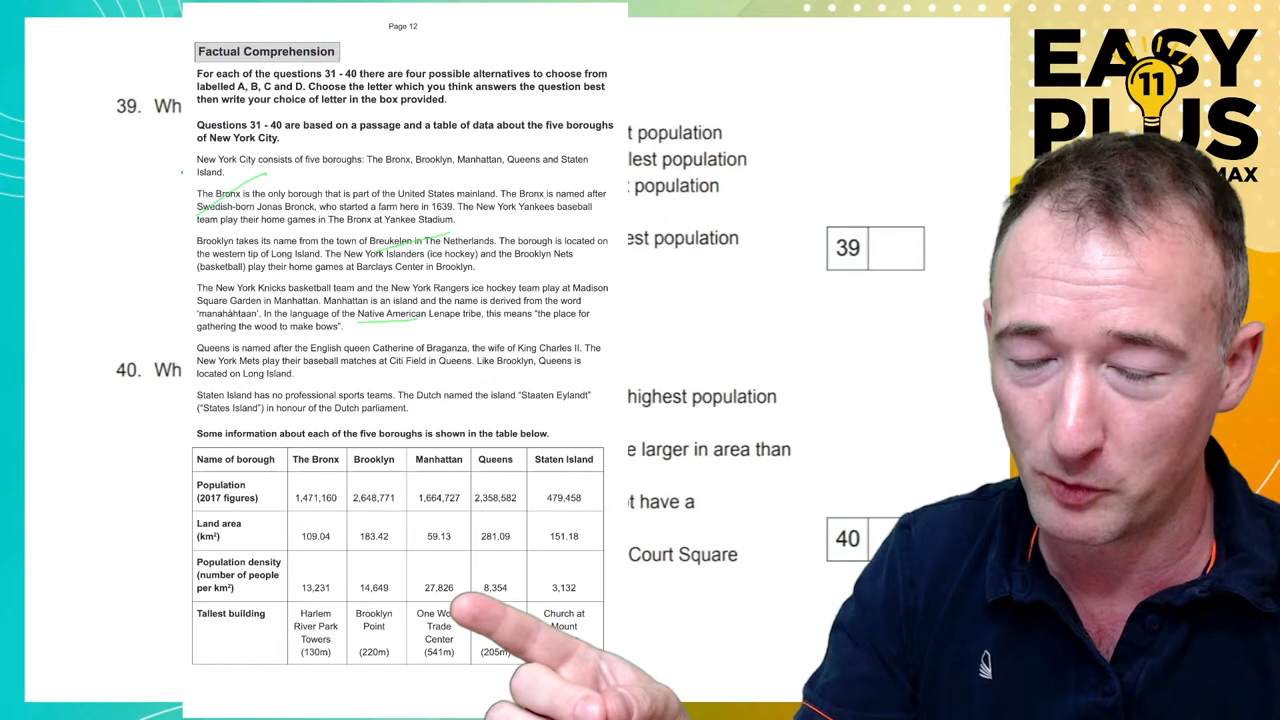 Page 12
Factual Comprehension
For each of the questions 31 - 40 there are four possible alternatives to choose from
labelled A, B, C and D. Choose the letter which you think answers the question best
then write your choice of letter in the box provided.
Questions 31 - 40 are based on a passage and a table of data about the five boroughs
of New York City.
New York City consists of five boroughs: The Bronx, Brooklyn, Manhattan, Queens and Staten
Island.
The Bronx is the only borough that is part of the United States mainland. The Bronx is named after
Swedish-born Jonas Bronck, who started a farm here in 1639. The New York Yankees baseball
team play their home games in The Bronx at Yankee Stadium.
Brooklyn takes its name from the town of Breukelen in The Netherlands. The borough is located on
the western tip of Long Island. The New York Islanders (ice hockey) and the Brooklyn Nets
(basketball) play their home games at Barclays Center in Brooklyn.
The New York Knicks basketball team and the New York Rangers ice hockey team play at Madison
Square Garden in Manhattan. Manhattan is an island and the name is derived from the word
‘manahàhtaan’. In the language of the Native American Lenape tribe, this means “the place for
gathering the wood to make bows”.
Queens is named after the English queen Catherine of Braganza, the wife of King Charles II. The
New York Mets play their baseball matches at Citi Field in Queens. Like Brooklyn, Queens is
located on Long Island.
Staten Island has no professional sports teams. The Dutch named the island “Staaten Eylandt”
(“States Island”) in honour of the Dutch parliament.
Some information about each of the five boroughs is shown in the table below.
Name of borough The Bronx Brooklyn Manhattan Queens Staten Island
Population
(2017 figures) 1,471,160 2,648,771 1,664,727 2,358,582 479,458
Land area
(km²) 109.04 183.42 59.13 281.09 151.18
Population density
(number of people
per km²) 13,231 14,649 27,826 8,354 3,132
Tallest building Harlem Brooklyn One Church at
River Park Point Trade Mount
Towers Center
(130m) (220m) (541m) (205m)
39. Wh
t population
lest population
t population
est population
39
40. Wh
highest population
e larger in area than
t have a
Court Square
40
EASY
11
PLUS
MAX